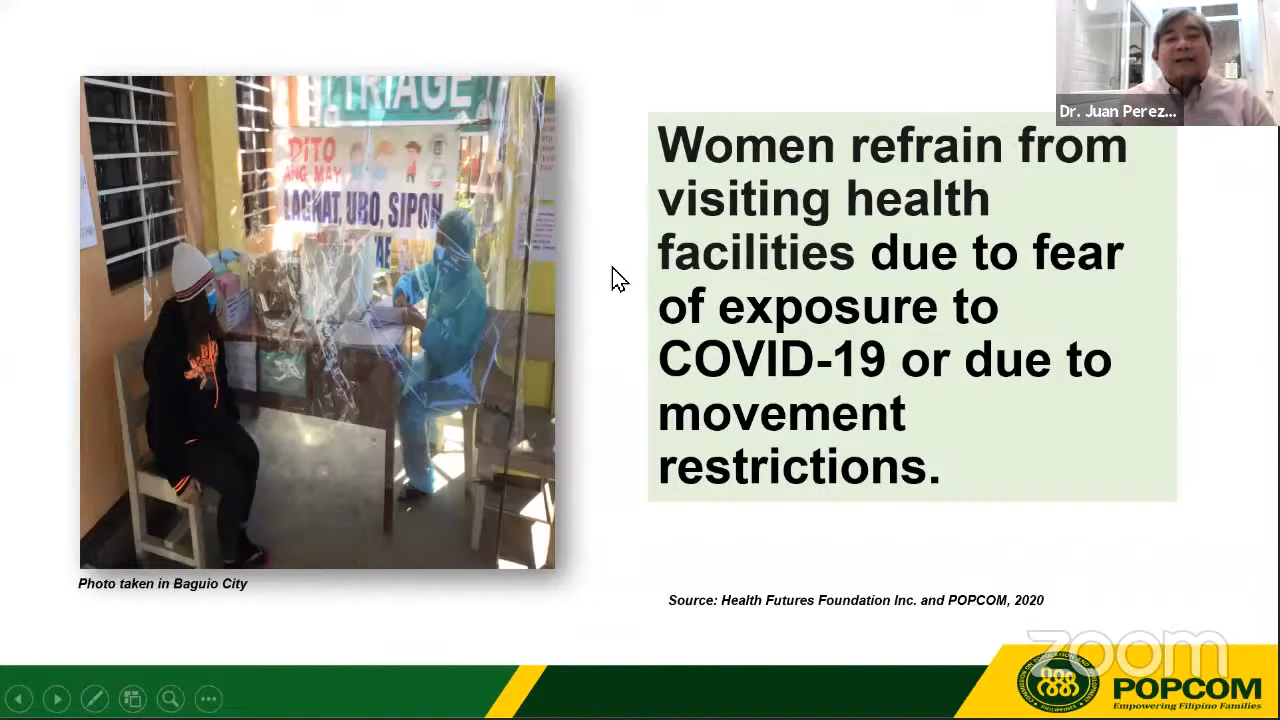 Dr. Juan Perez...
TRIAGE
DITO
ANG MAY
LAGNAT, UBO, SIPON
Women refrain from
visiting health
facilities due to fear
of exposure to
COVID-19 or due to
movement
restrictions.
Photo taken in Baguio City
Source: Health Futures Foundation Inc. and POPCOM, 2020
zoom
POPCOM
Empowering Filipino Families